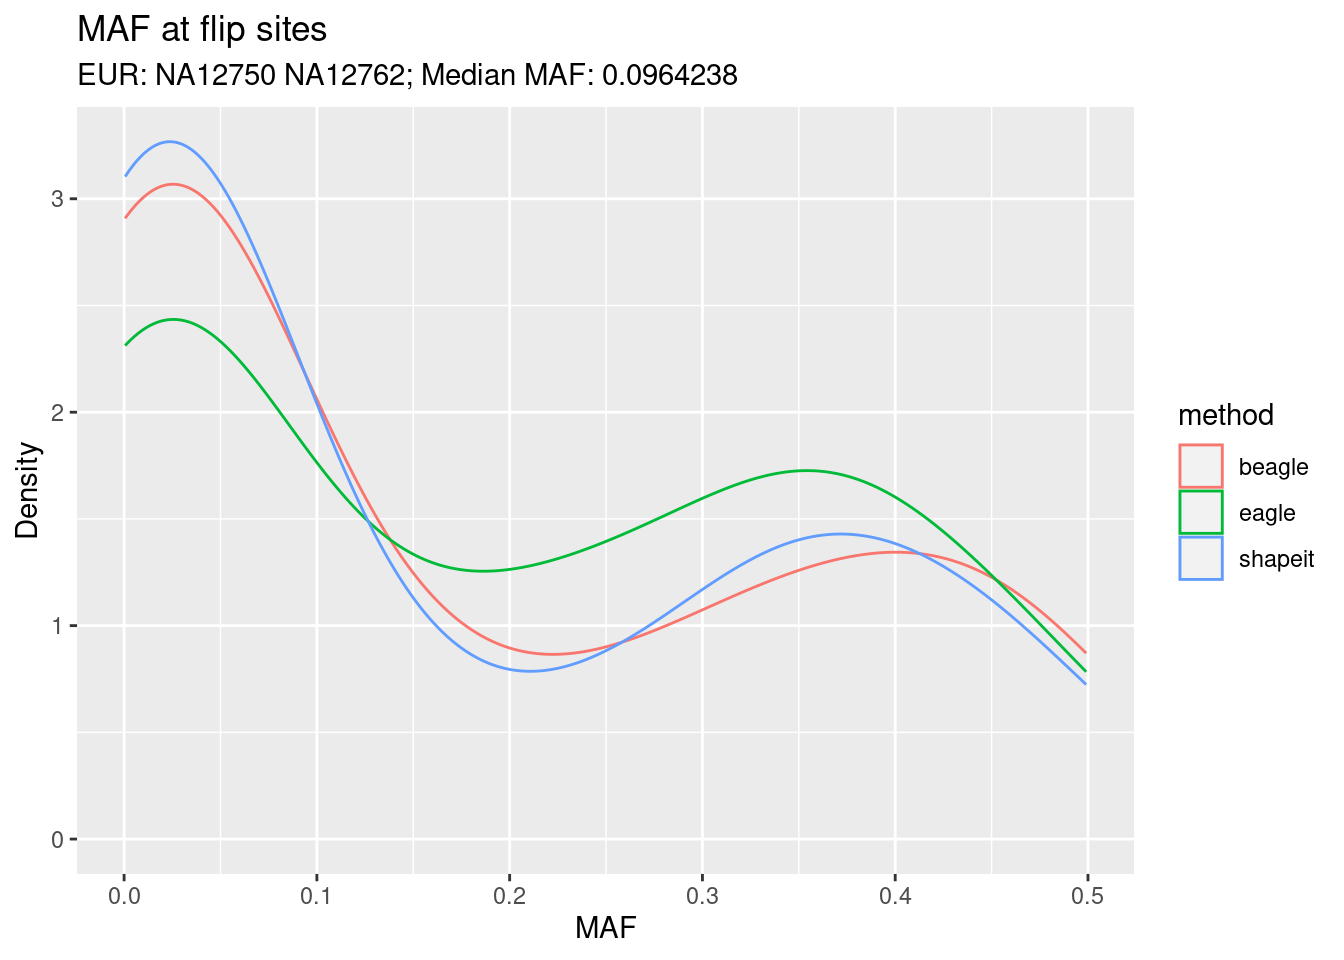 MAF at flip sites
EUR: NA12750 NA12762; Median MAF: 0.0964238
Density
3
2
1
0
0.0 0.1 0.2 0.3 0.4 0.5
MAF
method
beagle
eagle
shapeit